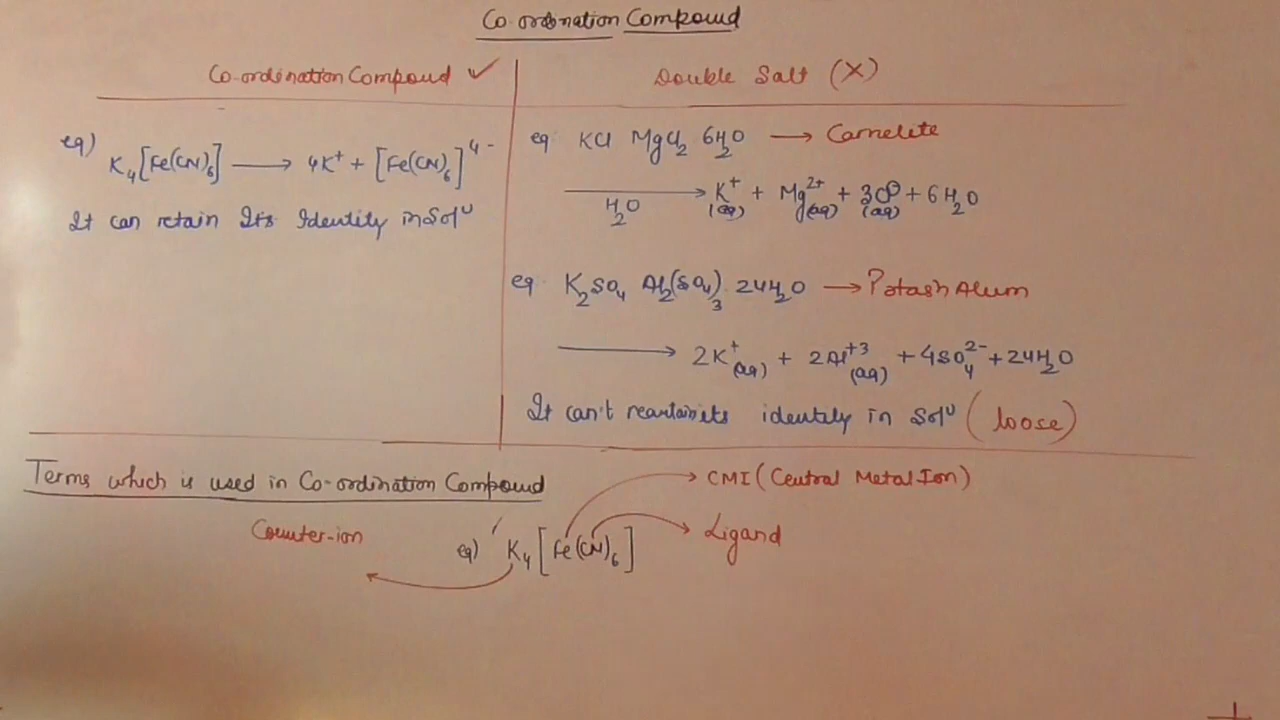 Co-ordination Compound
Co-ordination Compound ✓
eq) K₄[Fe(CN)₆] ⟶ 4K⁺ + [Fe(CN)₆]⁴⁻
It can retain Its Identity in Solᵘ
Double Salt (X)
eq KCl MgCl₂ 6H₂O ⟶ Carnelite
⟶ H₂O K⁺(aq) + Mg²⁺(aq) + 3Cl⊖(aq) + 6H₂O
eq K₂SO₄ Al₂(SO₄)₃ 24H₂O ⟶ Potash Alum
⟶ 2K⁺(aq) + 2Al⁺³(aq) + 4SO₄²⁻ + 24H₂O
It can't its identity in Solᵘ (loose)
Terms which is used in Co-ordination Compound
CMI (Central Metal Ion)
Counter-ion eq) K₄[Fe(CN)₆] Ligand